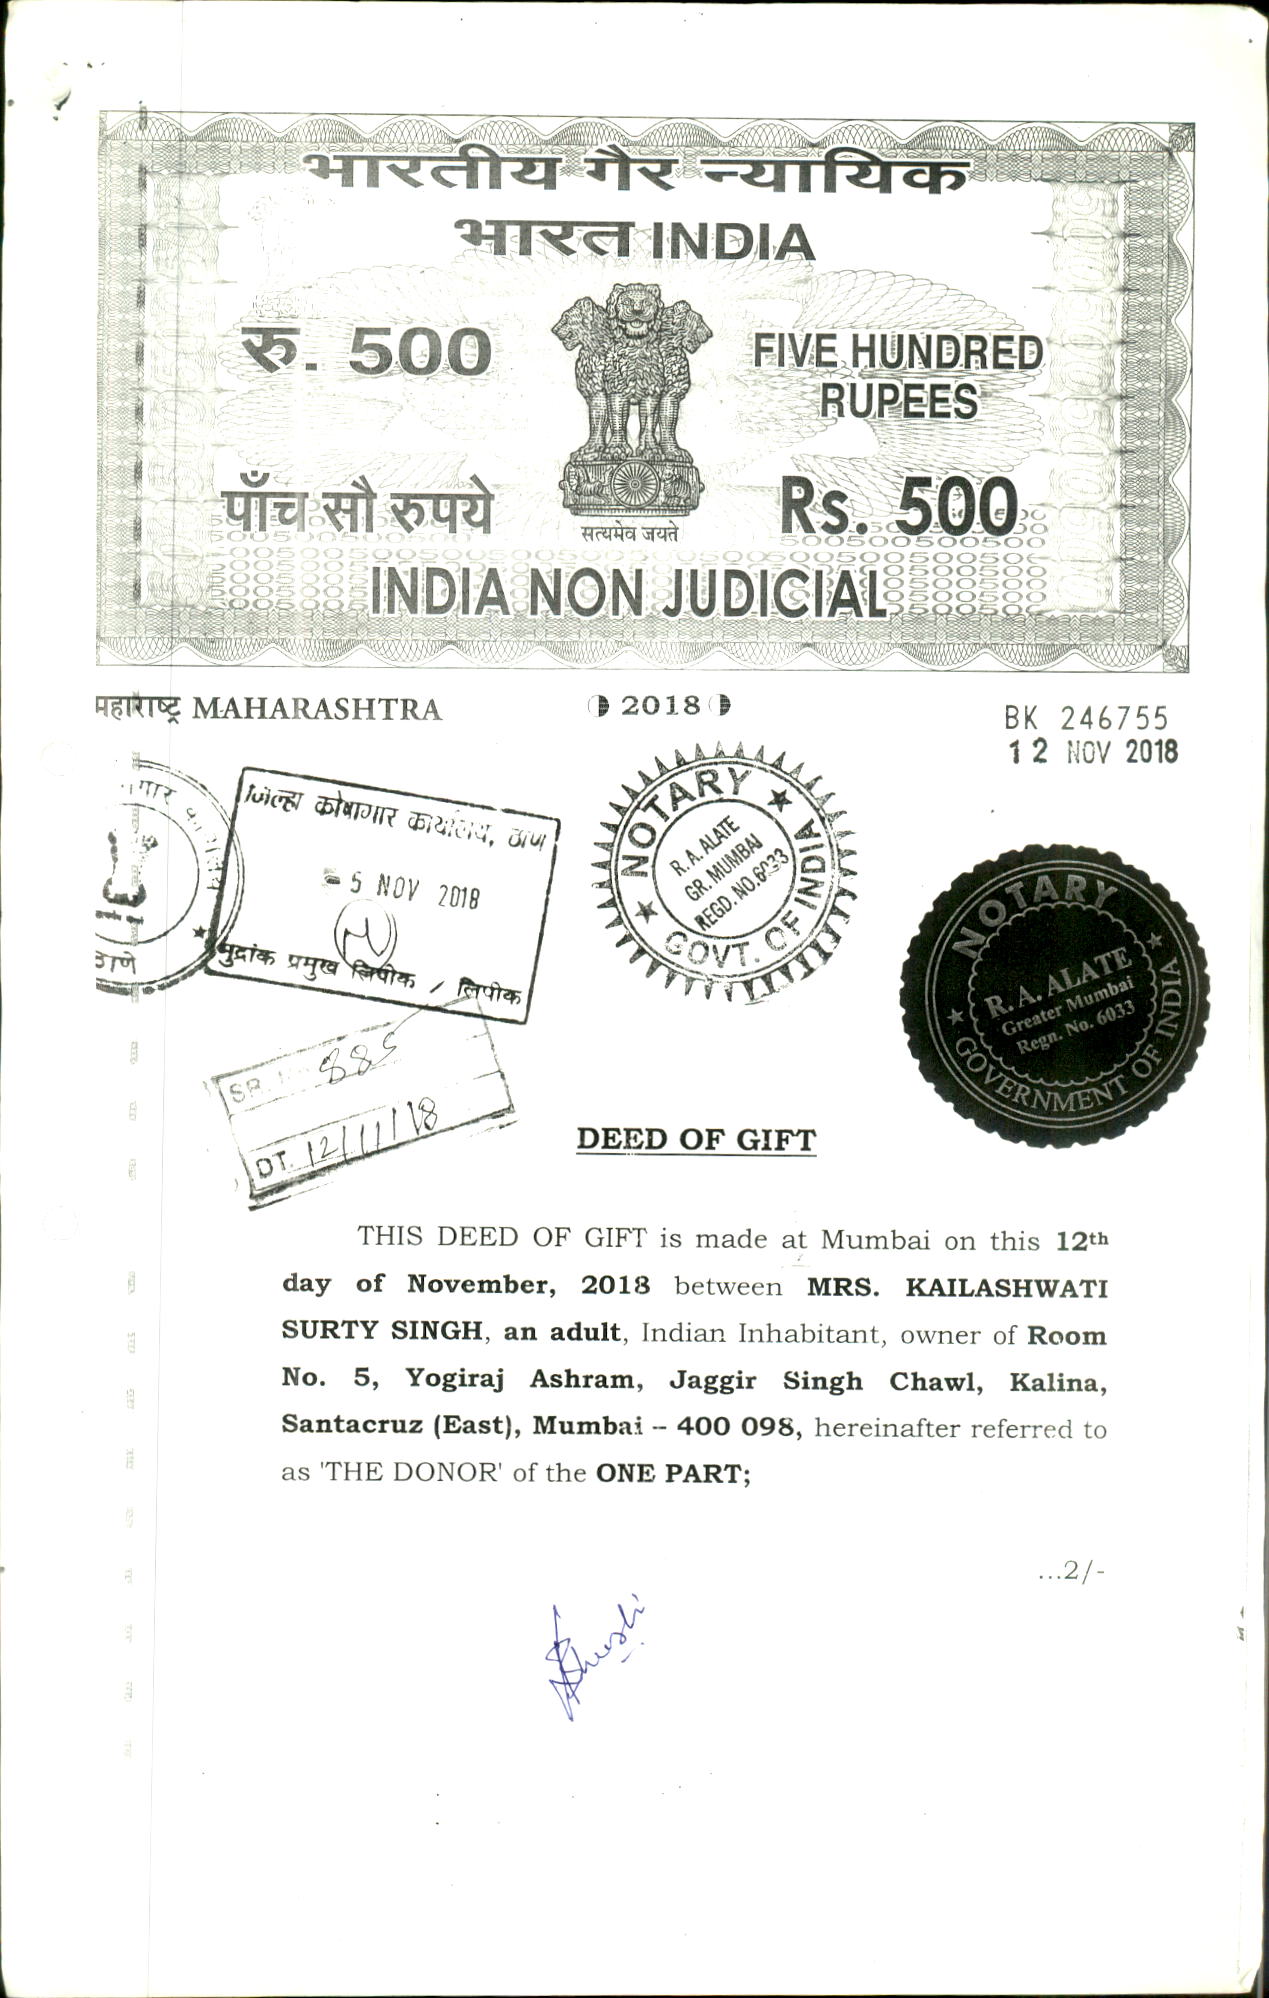 भारतीय गैर न्यायिक
भारत INDIA
रु. 500
FIVE HUNDRED
RUPEES
पाँच सौ रुपये
Rs. 500
सत्यमेव जयते
INDIA NON JUDICIAL
महाराष्ट्र MAHARASHTRA
2018
BK 246755
12 NOV 2018
ठाणे
जिल्हा कोषागार कार्यालय, ठाणे
- 5 NOV 2018
मुद्रांक प्रमुख लिपीक / लिपीक
NOTARY
R. A. ALATE
GR. MUMBAI
REGD. NO. 6033
GOVT. OF INDIA
NOTARY
R. A. ALATE
Greater Mumbai
Regn. No. 6033
GOVERNMENT OF INDIA
SR. 885
DT. 12/11/18
DEED OF GIFT
THIS DEED OF GIFT is made at Mumbai on this 12th
day of November, 2018 between MRS. KAILASHWATI
SURTY SINGH, an adult, Indian Inhabitant, owner of Room
No. 5, Yogiraj Ashram, Jaggir Singh Chawl, Kalina,
Santacruz (East), Mumbai – 400 098, hereinafter referred to
as 'THE DONOR' of the ONE PART;
...2/-